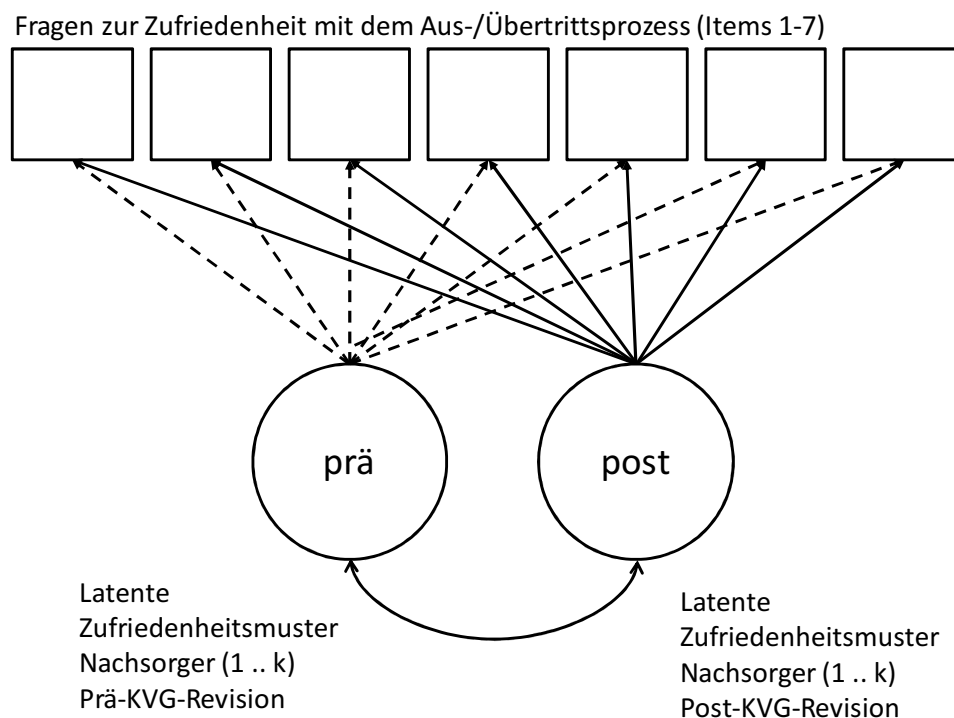 Fragen zur Zufriedenheit mit dem Aus-/Übertrittsprozess (Items 1-7)
prä
post
Latente
Zufriedenheitsmuster
Nachsorger (1 .. k)
Prä-KVG-Revision
Latente
Zufriedenheitsmuster
Nachsorger (1 .. k)
Post-KVG-Revision